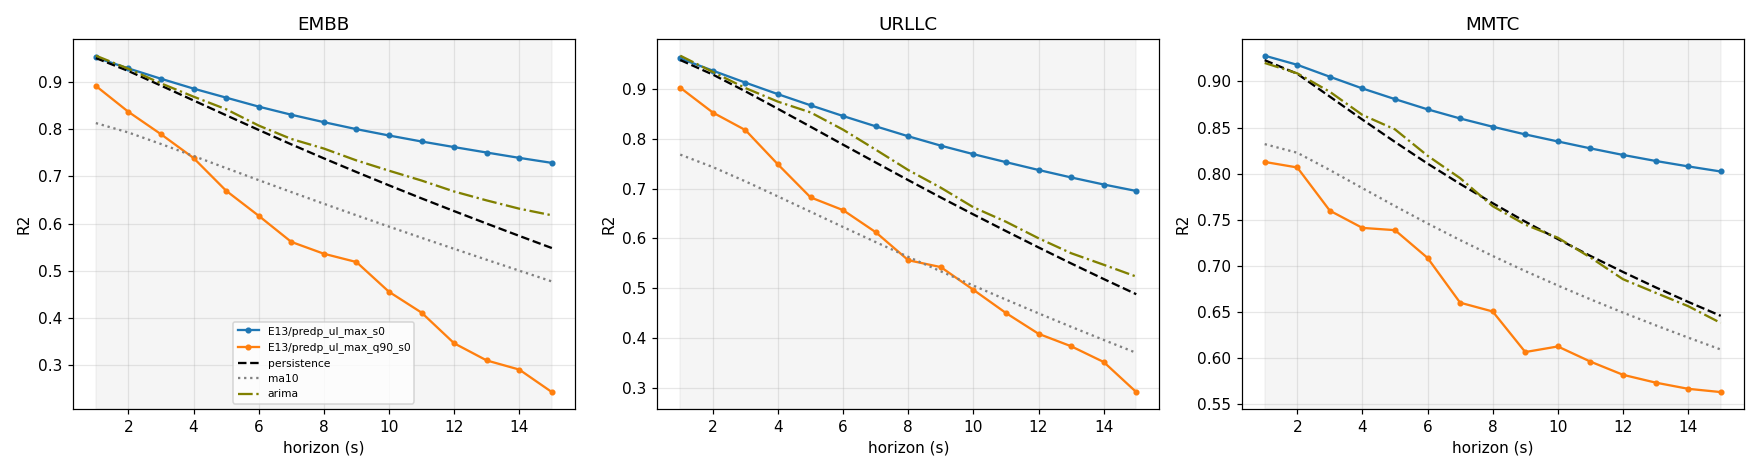 EMBB
R2
0.9
0.8
0.7
0.6
0.5
0.4
0.3
2 4 6 8 10 12 14
horizon (s)
E13/predp_ul_max_s0
E13/predp_ul_max_q90_s0
persistence
ma10
arima
URLLC
R2
0.9
0.8
0.7
0.6
0.5
0.4
0.3
2 4 6 8 10 12 14
horizon (s)
MMTC
R2
0.90
0.85
0.80
0.75
0.70
0.65
0.60
0.55
2 4 6 8 10 12 14
horizon (s)